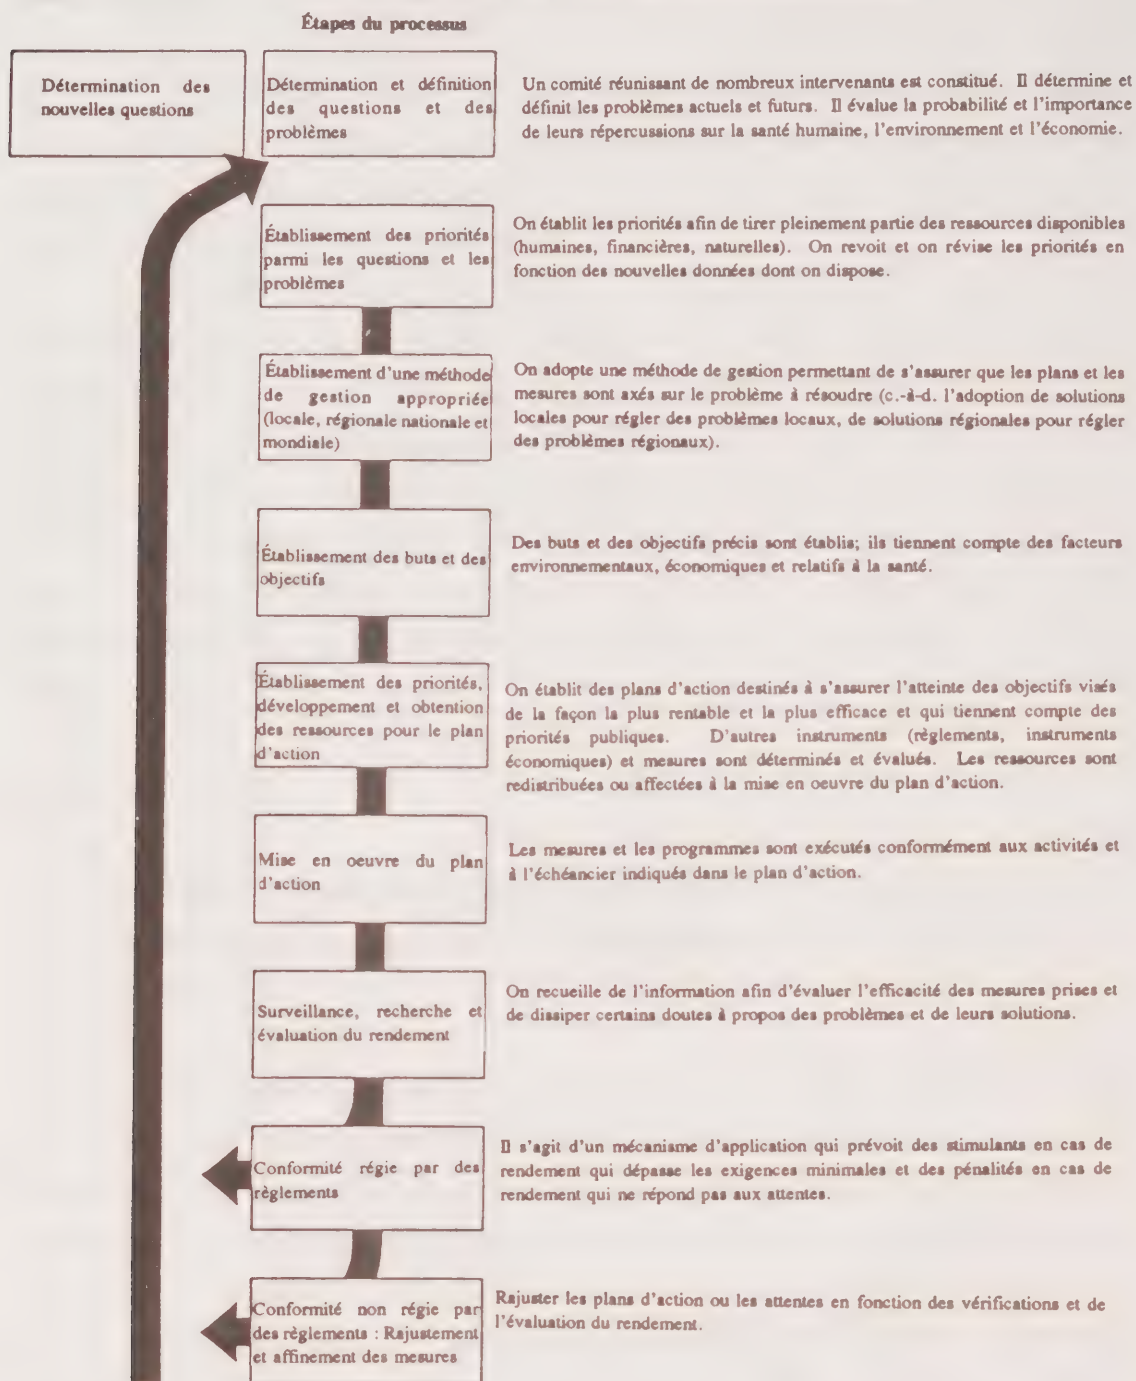 Étapes du processus
Détermination des
nouvelles questions
Détermination et définition
des questions et des
problèmes
Un comité réunissant de nombreux intervenants est constitué. Il détermine et
définit les problèmes actuels et futurs. Il évalue la probabilité et l'importance
de leurs répercussions sur la santé humaine, l'environnement et l'économie.
Établissement des priorités
parmi les questions et les
problèmes
On établit les priorités afin de tirer pleinement partie des ressources disponibles
(humaines, financières, naturelles). On revoit et on révise les priorités en
fonction des nouvelles données dont on dispose.
Établissement d'une méthode
de gestion appropriée
(locale, régionale nationale et
mondiale)
On adopte une méthode de gestion permettant de s'assurer que les plans et les
mesures sont axés sur le problème à résoudre (c.-à-d. l'adoption de solutions
locales pour régler des problèmes locaux, de solutions régionales pour régler
des problèmes régionaux).
Établissement des buts et des
objectifs
Des buts et des objectifs précis sont établis; ils tiennent compte des facteurs
environnementaux, économiques et relatifs à la santé.
Établissement des priorités,
développement et obtention
des ressources pour le plan
d'action
On établit des plans d'action destinés à s'assurer l'atteinte des objectifs visés
de la façon la plus rentable et la plus efficace et qui tiennent compte des
priorités publiques. D'autres instruments (règlements, instruments
économiques) et mesures sont déterminés et évalués. Les ressources sont
redistribuées ou affectées à la mise en oeuvre du plan d'action.
Mise en oeuvre du plan
d'action
Les mesures et les programmes sont exécutés conformément aux activités et
à l'échéancier indiqués dans le plan d'action.
Surveillance, recherche et
évaluation du rendement
On recueille de l'information afin d'évaluer l'efficacité des mesures prises et
de dissiper certains doutes à propos des problèmes et de leurs solutions.
Conformité régie par des
règlements
Il s'agit d'un mécanisme d'application qui prévoit des stimulants en cas de
rendement qui dépasse les exigences minimales et des pénalités en cas de
rendement qui ne répond pas aux attentes.
Conformité non régie par
des règlements : Rajustement
et affinement des mesures
Rajuster les plans d'action ou les attentes en fonction des vérifications et de
l'évaluation du rendement.